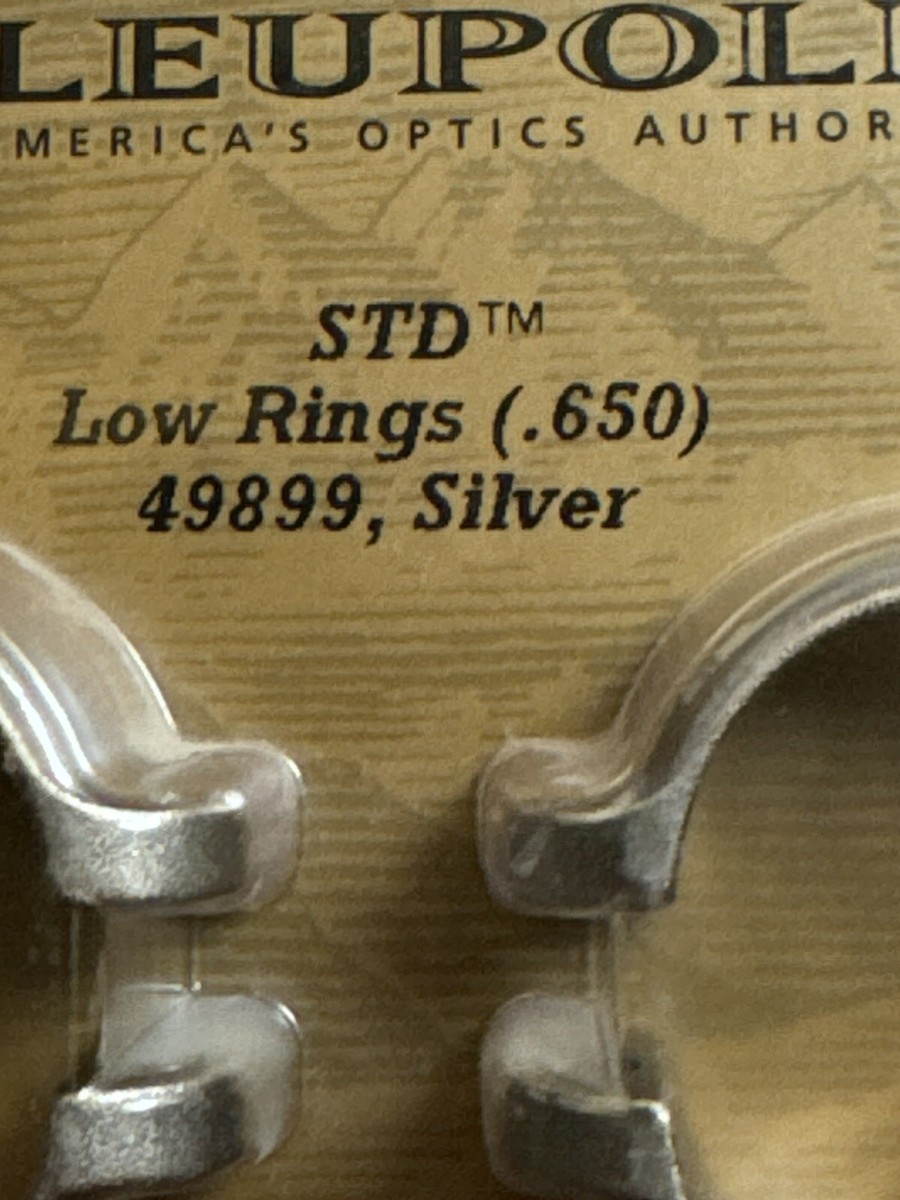 LEUPOL
MERICA'S OPTICS AUTHOR
STD™
Low Rings (.650)
49899, Silver